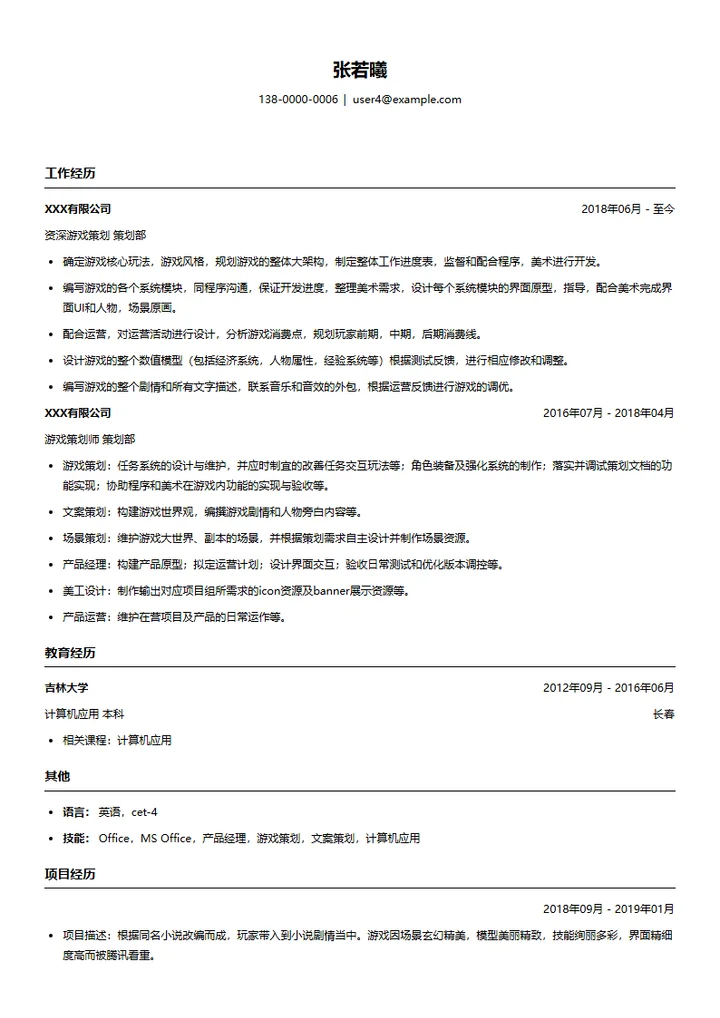 张若曦
138-0000-0006 | user4@example.com
工作经历
XXX有限公司 2018年06月 - 至今
资深游戏策划 策划部
• 确定游戏核心玩法，游戏风格，规划游戏的整体大架构，制定整体工作进度表，监督和配合程序，美术进行开发。
• 编写游戏的各个系统模块，同程序沟通，保证开发进度，整理美术需求，设计每个系统模块的界面原型，指导，配合美术完成界
面UI和人物，场景原画。
• 配合运营，对运营活动进行设计，分析游戏消费点，规划玩家前期，中期，后期消费线。
• 设计游戏的整个数值模型（包括经济系统，人物属性，经验系统等）根据测试反馈，进行相应修改和调整。
• 编写游戏的整个剧情和所有文字描述，联系音乐和音效的外包，根据运营反馈进行游戏的调优。
XXX有限公司 2016年07月 - 2018年04月
游戏策划师 策划部
• 游戏策划：任务系统的设计与维护，并应时制宜的改善任务交互玩法等；角色装备及强化系统的制作；落实并调试策划文档的功
能实现；协助程序和美术在游戏内功能的实现与验收等。
• 文案策划：构建游戏世界观，编撰游戏剧情和人物旁白内容等。
• 场景策划：维护游戏大世界、副本的场景，并根据策划需求自主设计并制作场景资源。
• 产品经理：构建产品原型；拟定运营计划；设计界面交互；验收日常测试和优化版本调控等。
• 美工设计：制作输出对应项目组所需求的icon资源及banner展示资源等。
• 产品运营：维护在营项目及产品的日常运作等。
教育经历
吉林大学 2012年09月 - 2016年06月
计算机应用 本科 长春
• 相关课程：计算机应用
其他
• 语言： 英语，cet-4
• 技能： Office，MS Office，产品经理，游戏策划，文案策划，计算机应用
项目经历
2018年09月 - 2019年01月
• 项目描述：根据同名小说改编而成，玩家带入到小说剧情当中。游戏因场景玄幻精美，模型美丽精致，技能绚丽多彩，界面精细
度高而被腾讯看重。